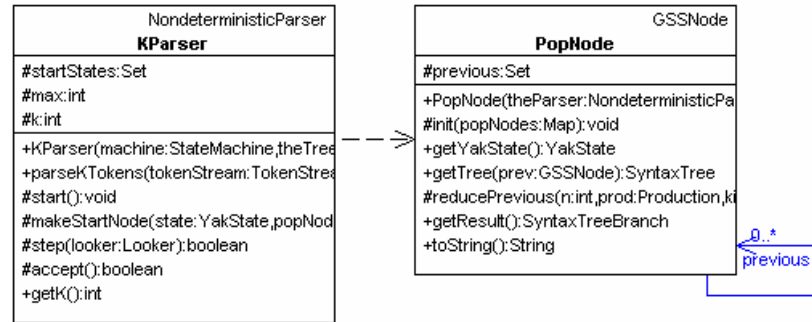 NondeterministicParser
KParser
#startStates:Set
#max:int
#k:int
+KParser(machine:StateMachine,theTree
+parseKTokens(tokenStream:TokenStrea
#start():void
#makeStartNode(state:YakState,popNod
#step(looker:Looker):boolean
#accept():boolean
+getK():int
GSSNode
PopNode
#previous:Set
+PopNode(theParser:NondeterministicPa
#init(popNodes:Map):void
+getYakState():YakState
+getTree(prev:GSSNode):SyntaxTree
#reducePrevious(n:int,prod:Production,ki
+getResult():SyntaxTreeBranch
+toString():String
0..*
previous